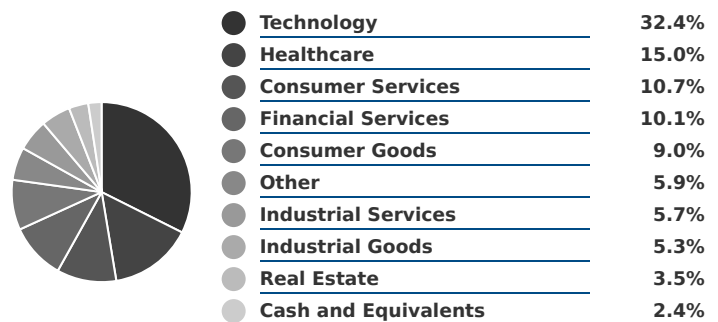 Technology 32.4%
Healthcare 15.0%
Consumer Services 10.7%
Financial Services 10.1%
Consumer Goods 9.0%
Other 5.9%
Industrial Services 5.7%
Industrial Goods 5.3%
Real Estate 3.5%
Cash and Equivalents 2.4%